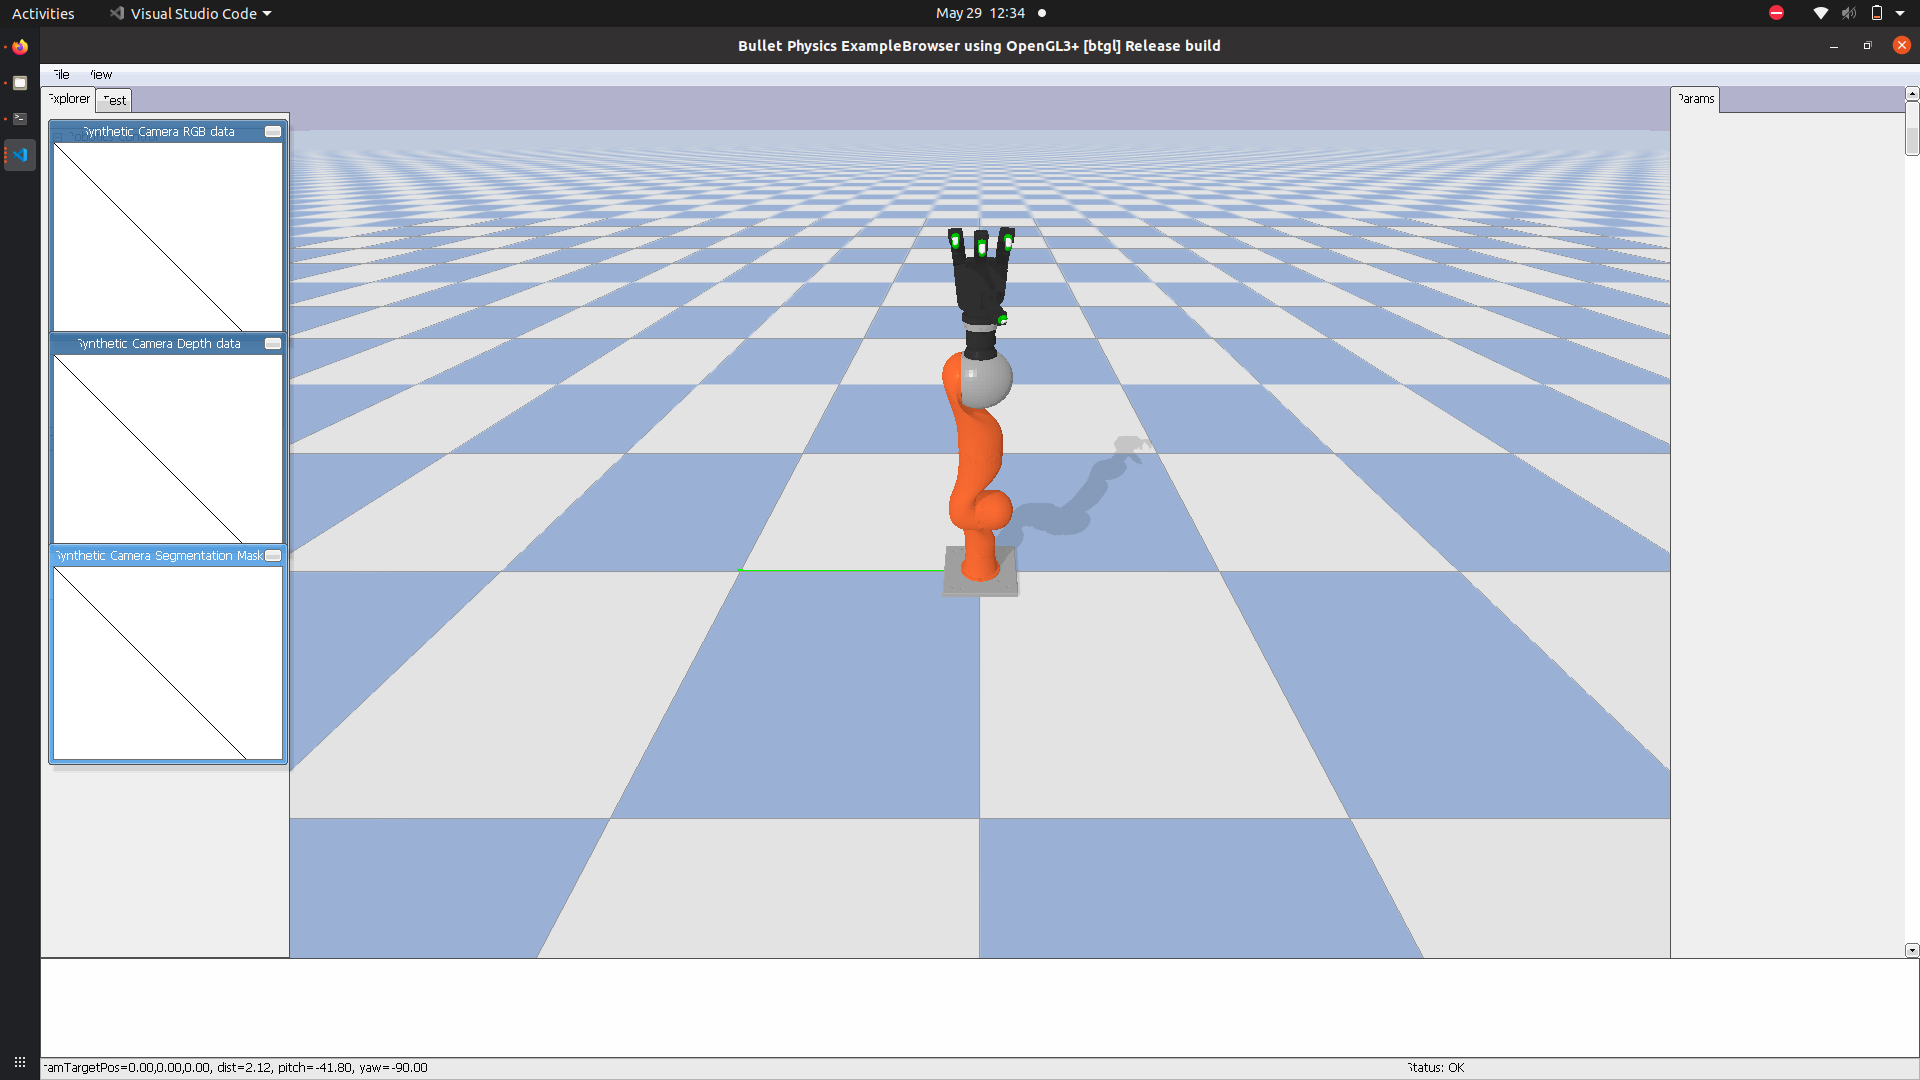 Activities
Visual Studio Code
May 29 12:34
Bullet Physics ExampleBrowser using OpenGL3+ [btgl] Release build
File
View
Explorer
Test
Params
Synthetic Camera RGB data
Synthetic Camera Depth data
Synthetic Camera Segmentation Mask
camTargetPos=0.00,0.00,0.00, dist=2.12, pitch=-41.80, yaw=-90.00
Status: OK